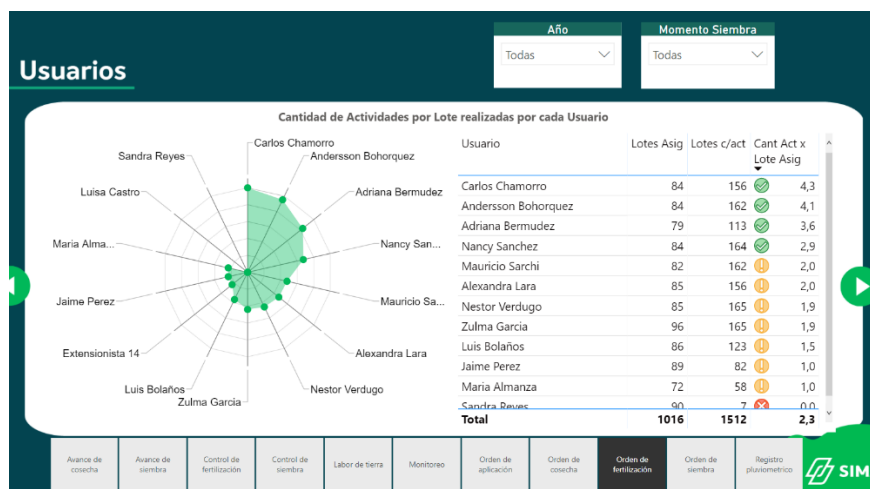 Usuarios
Año
Todas
Momento Siembra
Todas
Cantidad de Actividades por Lote realizadas por cada Usuario
Carlos Chamorro
Andersson Bohorquez
Adriana Bermudez
Nancy San...
Mauricio Sa...
Alexandra Lara
Nestor Verdugo
Zulma Garcia
Luis Bolaños
Extensionista 14
Jaime Perez
Maria Alma...
Luisa Castro
Sandra Reyes
Usuario Lotes Asig Lotes c/act Cant Act x
Lote Asig
Carlos Chamorro 84 156 4,3
Andersson Bohorquez 84 162 4,1
Adriana Bermudez 79 113 3,6
Nancy Sanchez 84 164 2,9
Mauricio Sarchi 82 162 2,0
Alexandra Lara 85 156 2,0
Nestor Verdugo 85 165 1,9
Zulma Garcia 96 165 1,9
Luis Bolaños 86 123 1,5
Jaime Perez 89 82 1,0
Maria Almanza 72 58 1,0
Sandra Reyes 90 7 0,0
Total 1016 1512 2,3
Avance de
cosecha
Avance de
siembra
Control de
fertilización
Control de
siembra
Labor de tierra
Monitoreo
Orden de
aplicación
Orden de
cosecha
Orden de
fertilización
Orden de
siembra
Registro
pluviometrico
SIM